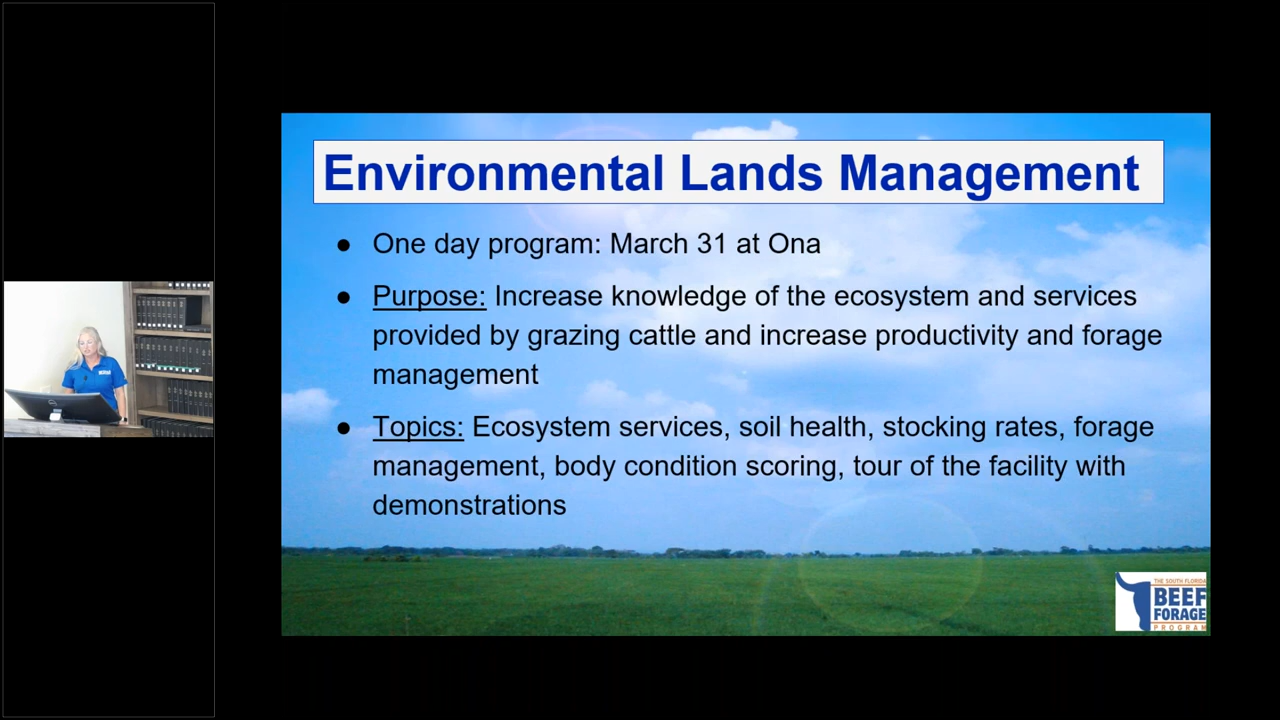 Environmental Lands Management
● One day program: March 31 at Ona
● Purpose: Increase knowledge of the ecosystem and services
provided by grazing cattle and increase productivity and forage
management
● Topics: Ecosystem services, soil health, stocking rates, forage
management, body condition scoring, tour of the facility with
demonstrations
THE SOUTH FLORIDA
BEEF
FORAGE
PROGRAM